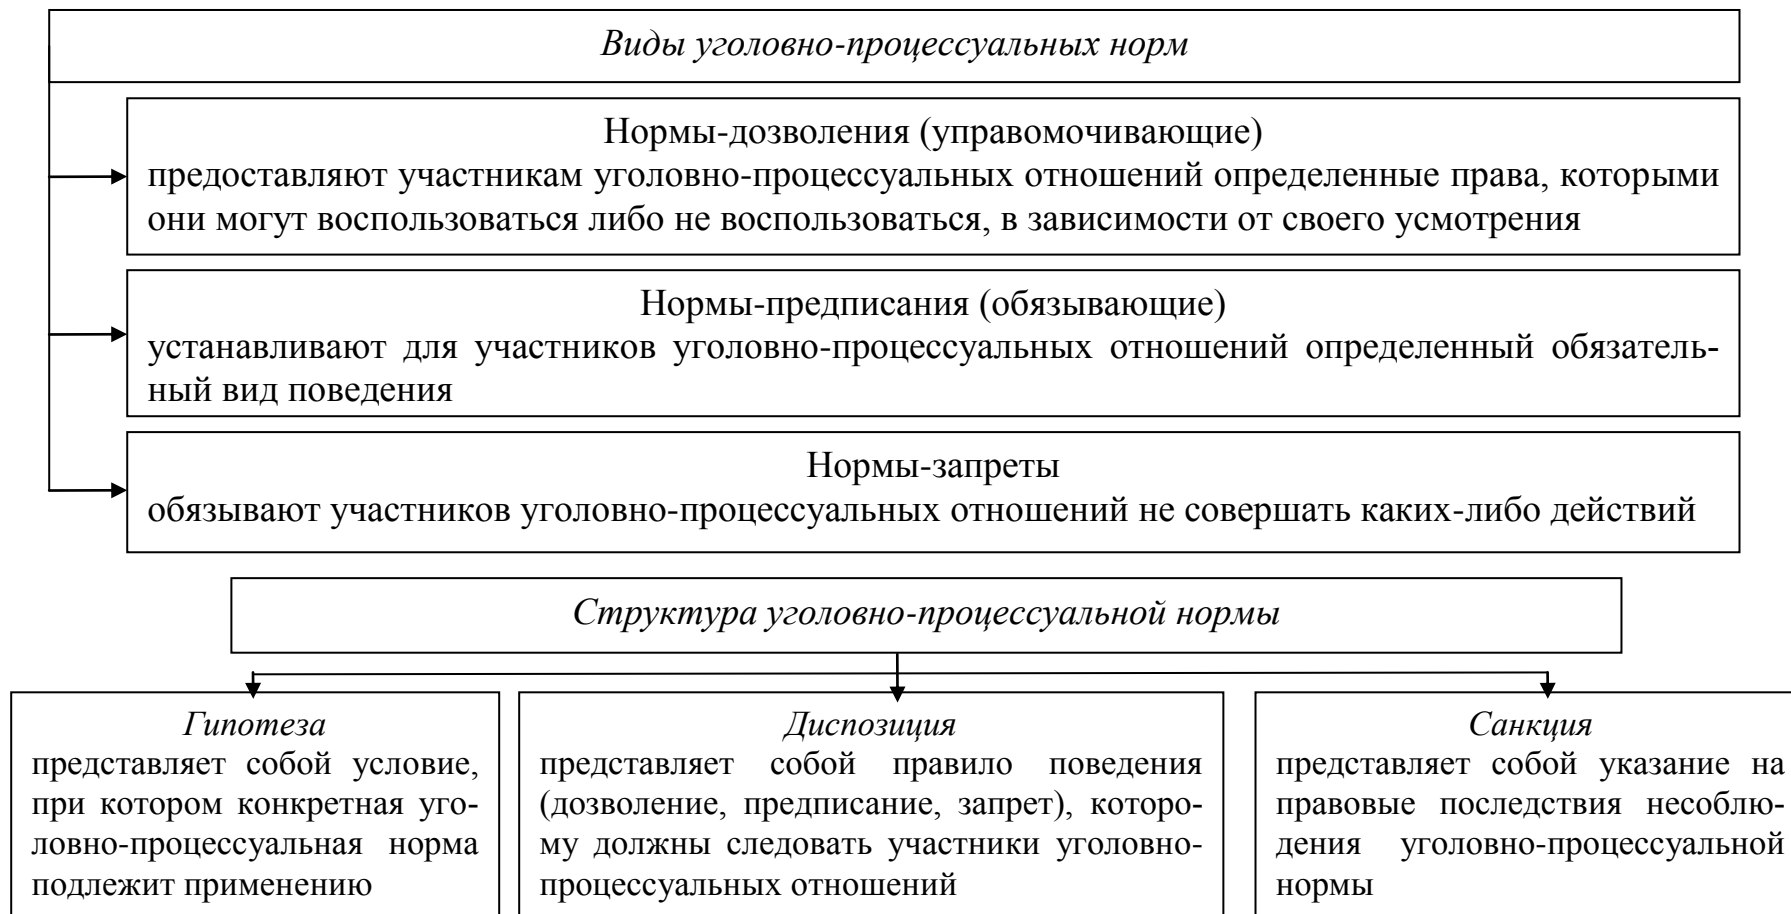 Виды уголовно-процессуальных норм
Нормы-дозволения (управомочивающие)
предоставляют участникам уголовно-процессуальных отношений определенные права, которыми
они могут воспользоваться либо не воспользоваться, в зависимости от своего усмотрения
Нормы-предписания (обязывающие)
устанавливают для участников уголовно-процессуальных отношений определенный обязатель-
ный вид поведения
Нормы-запреты
обязывают участников уголовно-процессуальных отношений не совершать каких-либо действий
Структура уголовно-процессуальной нормы
Гипотеза
представляет собой условие,
при котором конкретная уго-
ловно-процессуальная норма
подлежит применению
Диспозиция
представляет собой правило поведения
(дозволение, предписание, запрет), которо-
му должны следовать участники уголовно-
процессуальных отношений
Санкция
представляет собой указание на
правовые последствия несоблю-
дения уголовно-процессуальной
нормы